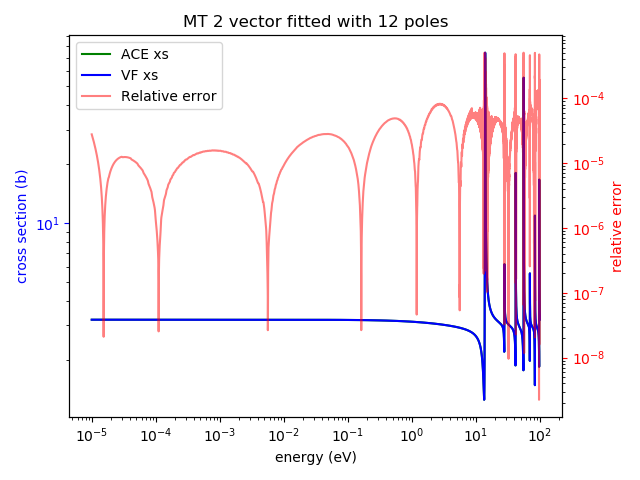 MT 2 vector fitted with 12 poles
ACE xs
VF xs
Relative error
cross section (b)
10¹
10⁻⁴
10⁻⁵
10⁻⁶
10⁻⁷
10⁻⁸
relative error
10⁻⁵ 10⁻⁴ 10⁻³ 10⁻² 10⁻¹ 10⁰ 10¹ 10²
energy (eV)